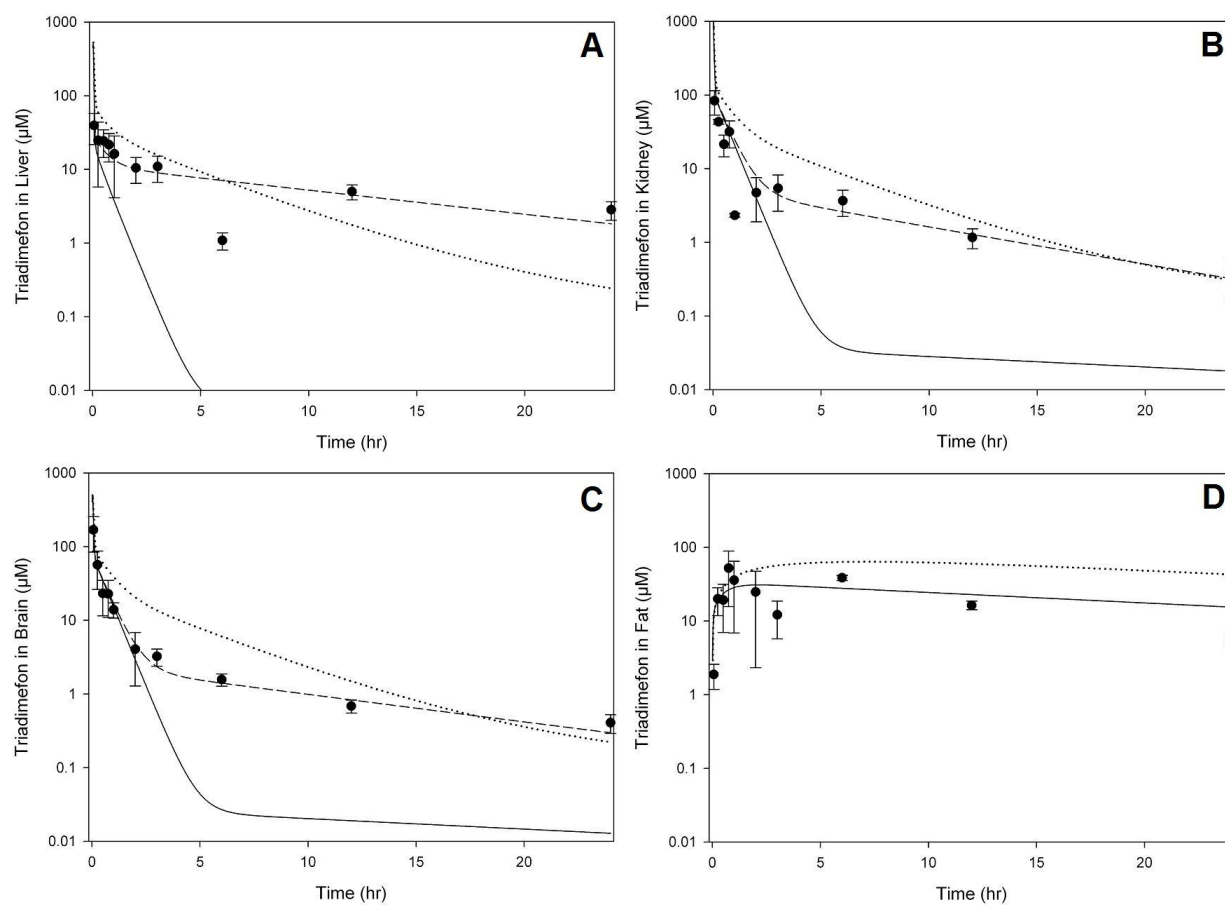 A
Triadimefon in Liver (µM)
1000
100
10
1
0.1
0.01
0 5 10 15 20
Time (hr)
B
Triadimefon in Kidney (µM)
1000
100
10
1
0.1
0.01
0 5 10 15 20
Time (hr)
C
Triadimefon in Brain (µM)
1000
100
10
1
0.1
0.01
0 5 10 15 20
Time (hr)
D
Triadimefon in Fat (µM)
1000
100
10
1
0.1
0.01
0 5 10 15 20
Time (hr)